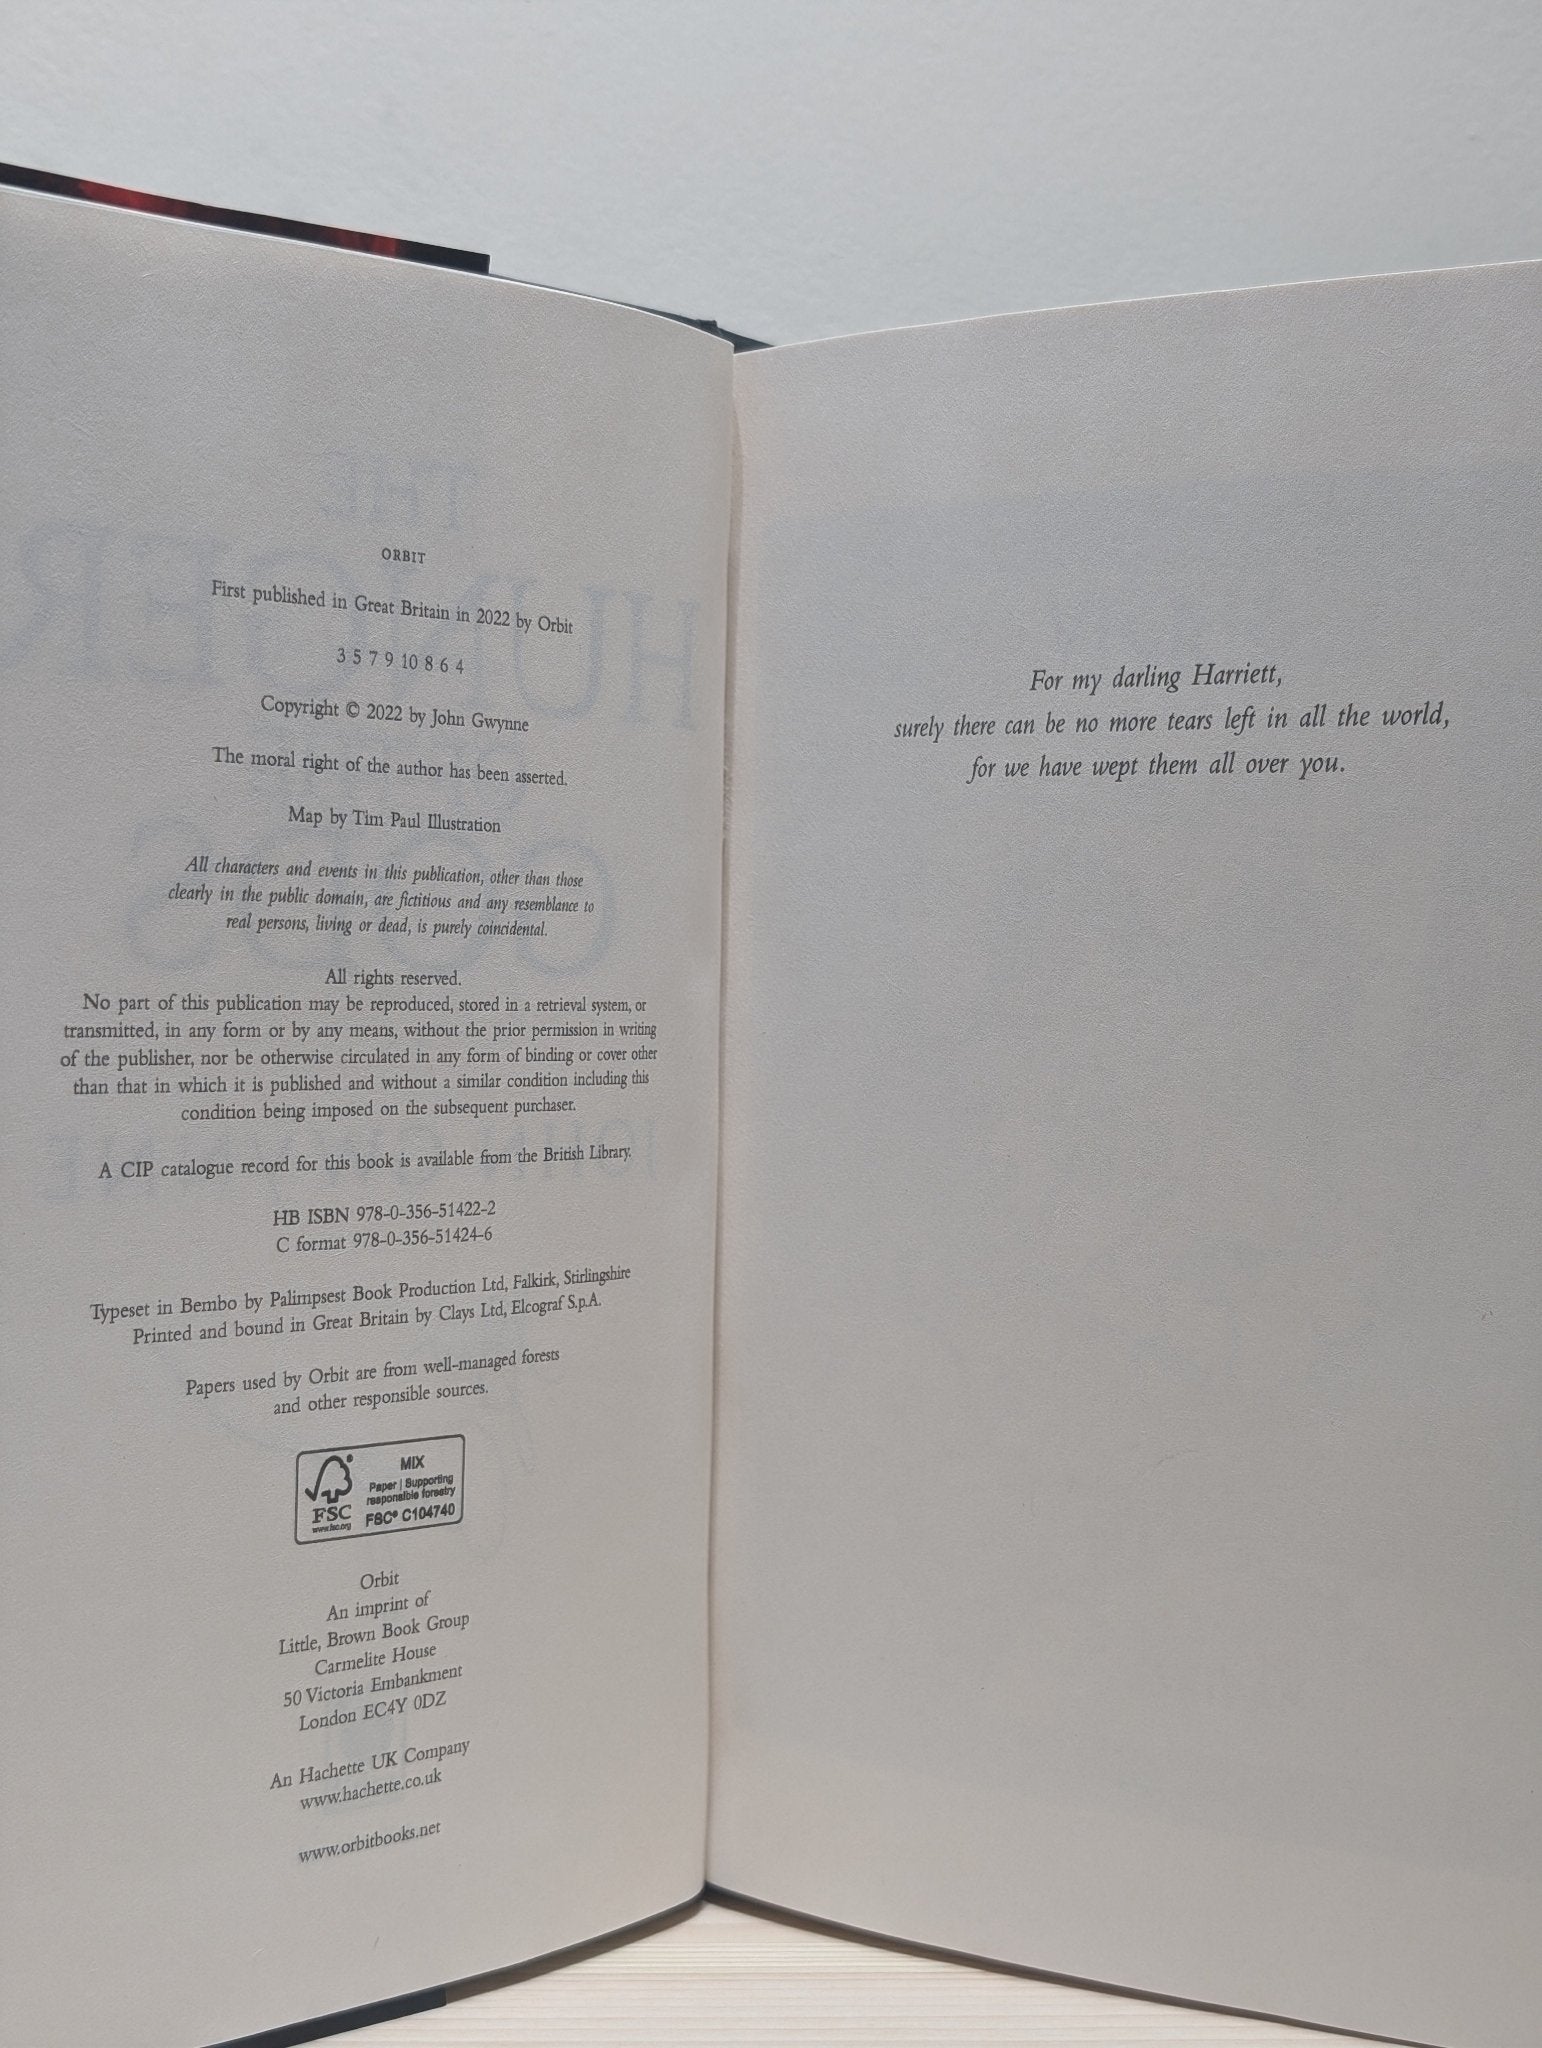 ORBIT
First published in Great Britain in 2022 by Orbit
3 5 7 9 10 8 6 4
Copyright © 2022 by John Gwynne
The moral right of the author has been asserted.
Map by Tim Paul Illustration
All characters and events in this publication, other than those
clearly in the public domain, are fictitious and any resemblance to
real persons, living or dead, is purely coincidental.
All rights reserved.
No part of this publication may be reproduced, stored in a retrieval system, or
transmitted, in any form or by any means, without the prior permission in writing
of the publisher, nor be otherwise circulated in any form of binding or cover other
than that in which it is published and without a similar condition including this
condition being imposed on the subsequent purchaser.
A CIP catalogue record for this book is available from the British Library.
HB ISBN 978-0-356-51422-2
C format 978-0-356-51424-6
Typeset in Bembo by Palimpsest Book Production Ltd, Falkirk, Stirlingshire
Printed and bound in Great Britain by Clays Ltd, Elcograf S.p.A.
Papers used by Orbit are from well-managed forests
and other responsible sources.
MIX
Paper | Supporting
responsible forestry
FSC® C104740
FSC
www.fsc.org
Orbit
An imprint of
Little, Brown Book Group
Carmelite House
50 Victoria Embankment
London EC4Y 0DZ
An Hachette UK Company
www.hachette.co.uk
www.orbitbooks.net
For my darling Harriett,
surely there can be no more tears left in all the world,
for we have wept them all over you.